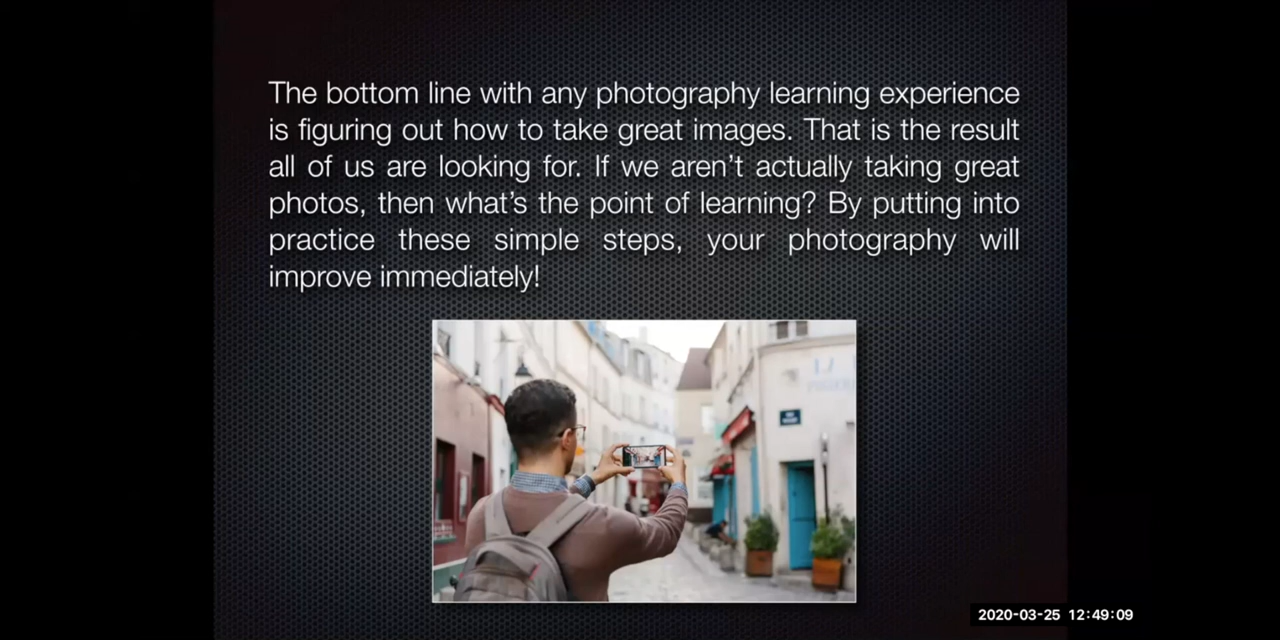 The bottom line with any photography learning experience
is figuring out how to take great images. That is the result
all of us are looking for. If we aren’t actually taking great
photos, then what’s the point of learning? By putting into
practice these simple steps, your photography will
improve immediately!
2020-03-25 12:49:09